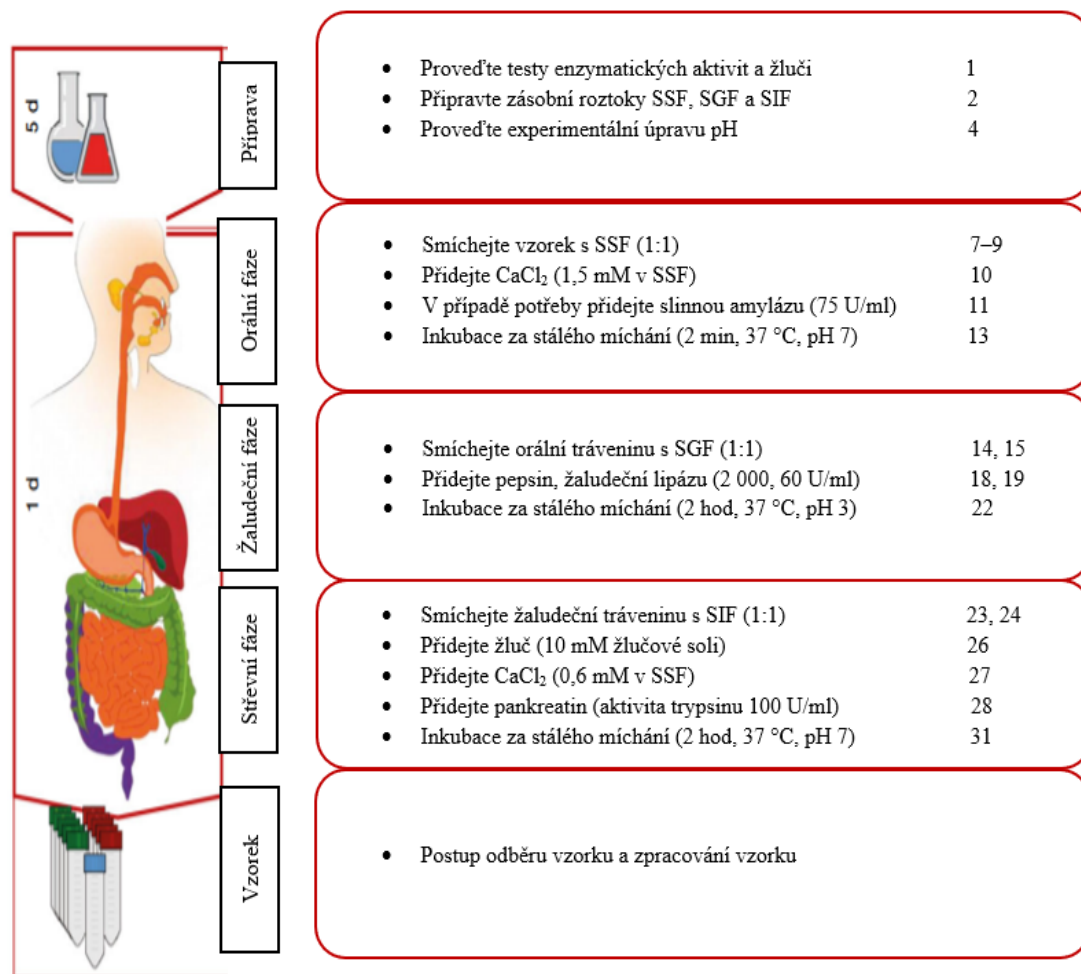 5 d
Příprava
Proveďte testy enzymatických aktivit a žluči 1
Připravte zásobní roztoky SSF, SGF a SIF 2
Proveďte experimentální úpravu pH 4
1 d
Orální fáze
Smíchejte vzorek s SSF (1:1) 7–9
Přidejte CaCl₂ (1,5 mM v SSF) 10
V případě potřeby přidejte slinnou amylázu (75 U/ml) 11
Inkubace za stálého míchání (2 min, 37 °C, pH 7) 13
Žaludeční fáze
Smíchejte orální tráveninu s SGF (1:1) 14, 15
Přidejte pepsin, žaludeční lipázu (2 000, 60 U/ml) 18, 19
Inkubace za stálého míchání (2 hod, 37 °C, pH 3) 22
Střevní fáze
Smíchejte žaludeční tráveninu s SIF (1:1) 23, 24
Přidejte žluč (10 mM žlučové soli) 26
Přidejte CaCl₂ (0,6 mM v SSF) 27
Přidejte pankreatin (aktivita trypsinu 100 U/ml) 28
Inkubace za stálého míchání (2 hod, 37 °C, pH 7) 31
Vzorek
Postup odběru vzorku a zpracování vzorku